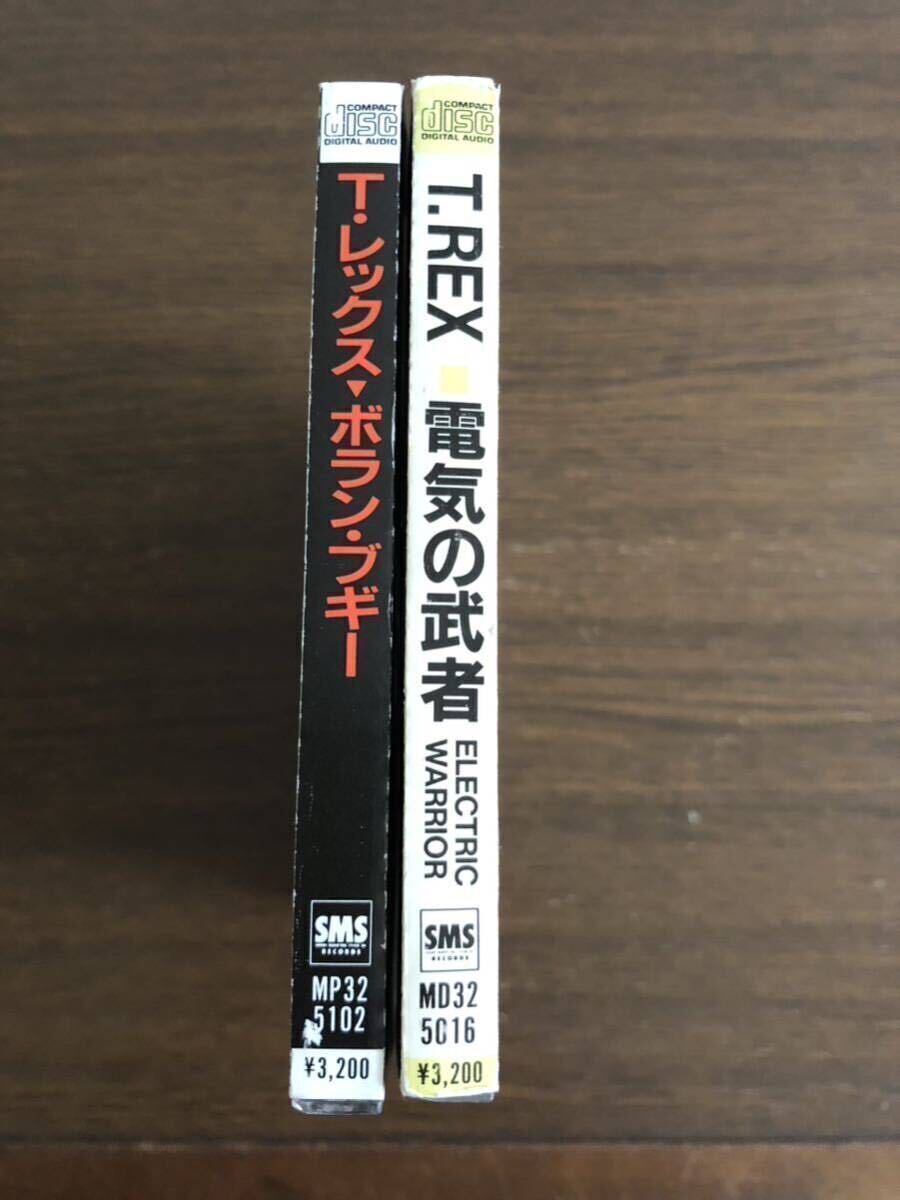 COMPACT
disc
DIGITAL AUDIO
T・レックス▼ボラン・ブギー
SMS
RECORDS
MP32
5102
¥3,200
COMPACT
disc
DIGITAL AUDIO
T.REX ■ 電気の武者
ELECTRIC
WARRIOR
SMS
RECORDS
MD32
5016
¥3,200